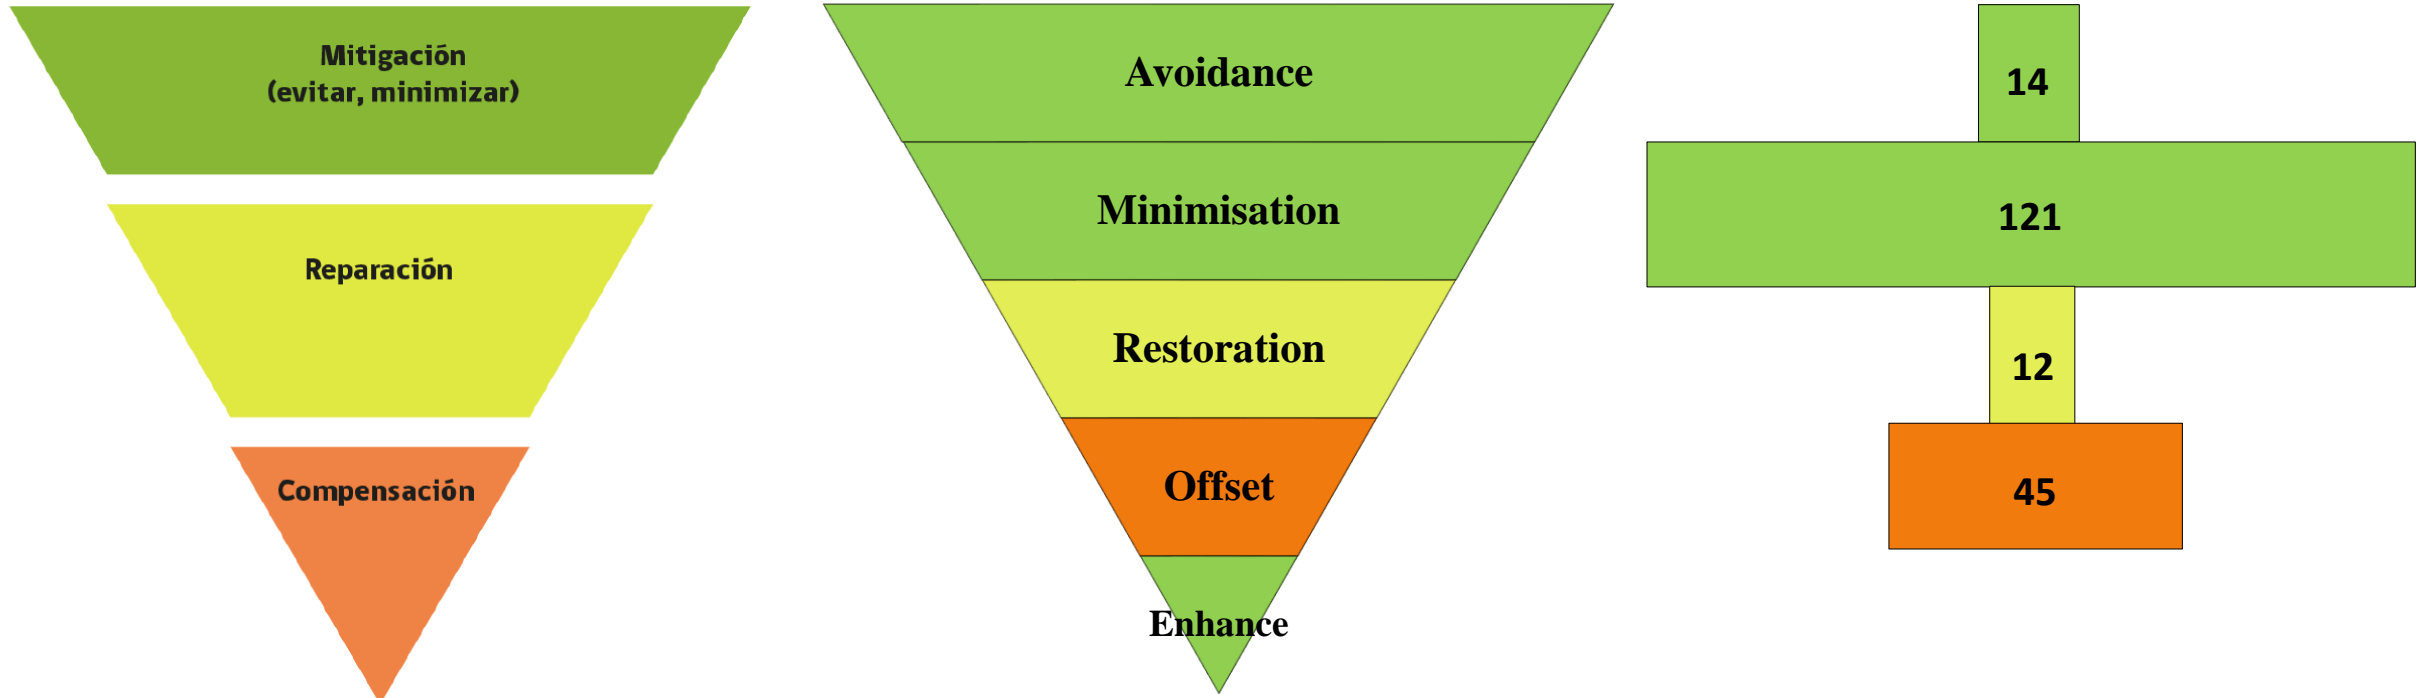 Mitigación
(evitar, minimizar)
Reparación
Compensación
Avoidance
Minimisation
Restoration
Offset
Enhance
14
121
12
45